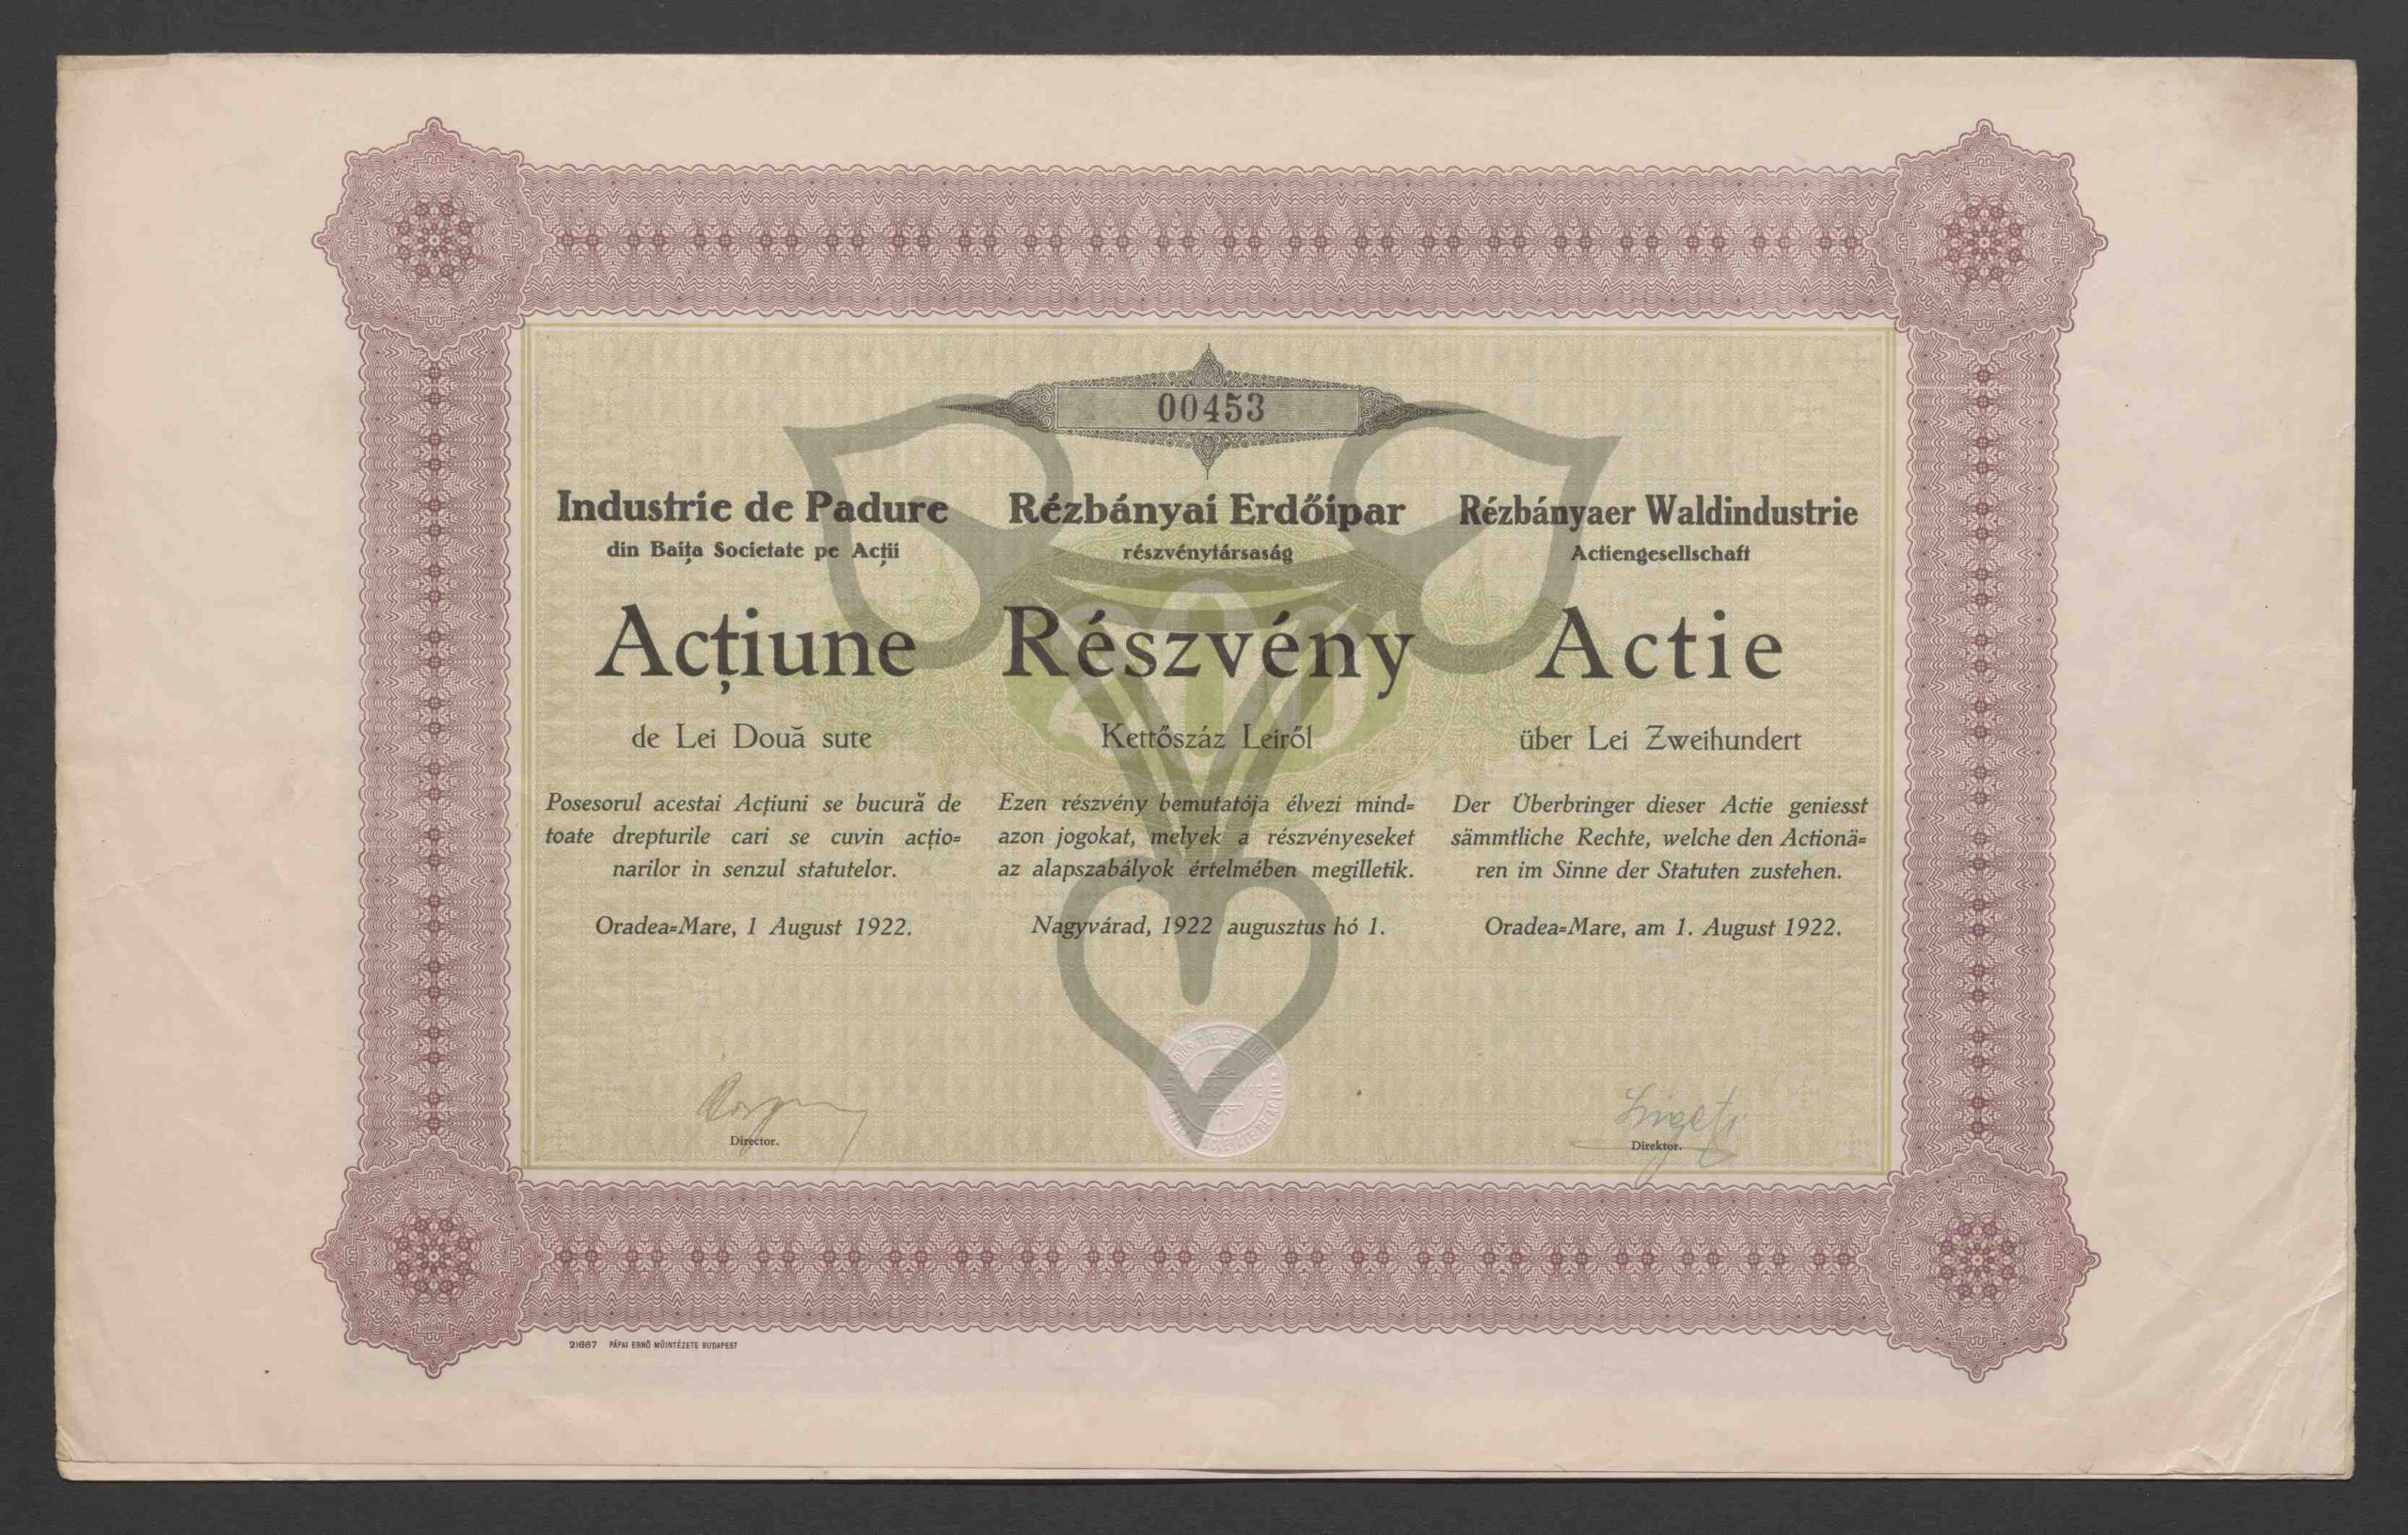 00453
Industrie de Padure
din Baița Societate pe Acții
Acțiune
de Lei Două sute
Posesorul acestai Acțiuni se bucură de
toate drepturile cari se cuvin acțio=
narilor in senzul statutelor.
Oradea=Mare, 1 August 1922.
Director.
Rézbányai Erdőipar
részvénytársaság
Részvény
Kettőszáz Leiről
200
Ezen részvény bemutatója élvezi mind=
azon jogokat, melyek a részvényeseket
az alapszabályok értelmében megilletik.
Nagyvárad, 1922 augusztus hó 1.
Rézbányaer Waldindustrie
Actiengesellschaft
Actie
über Lei Zweihundert
Der Überbringer dieser Actie geniesst
sämmtliche Rechte, welche den Actionä=
ren im Sinne der Statuten zustehen.
Oradea=Mare, am 1. August 1922.
Szigeti
Direktor.
21667 PÁPAI ERNŐ MŰINTÉZETE BUDAPEST